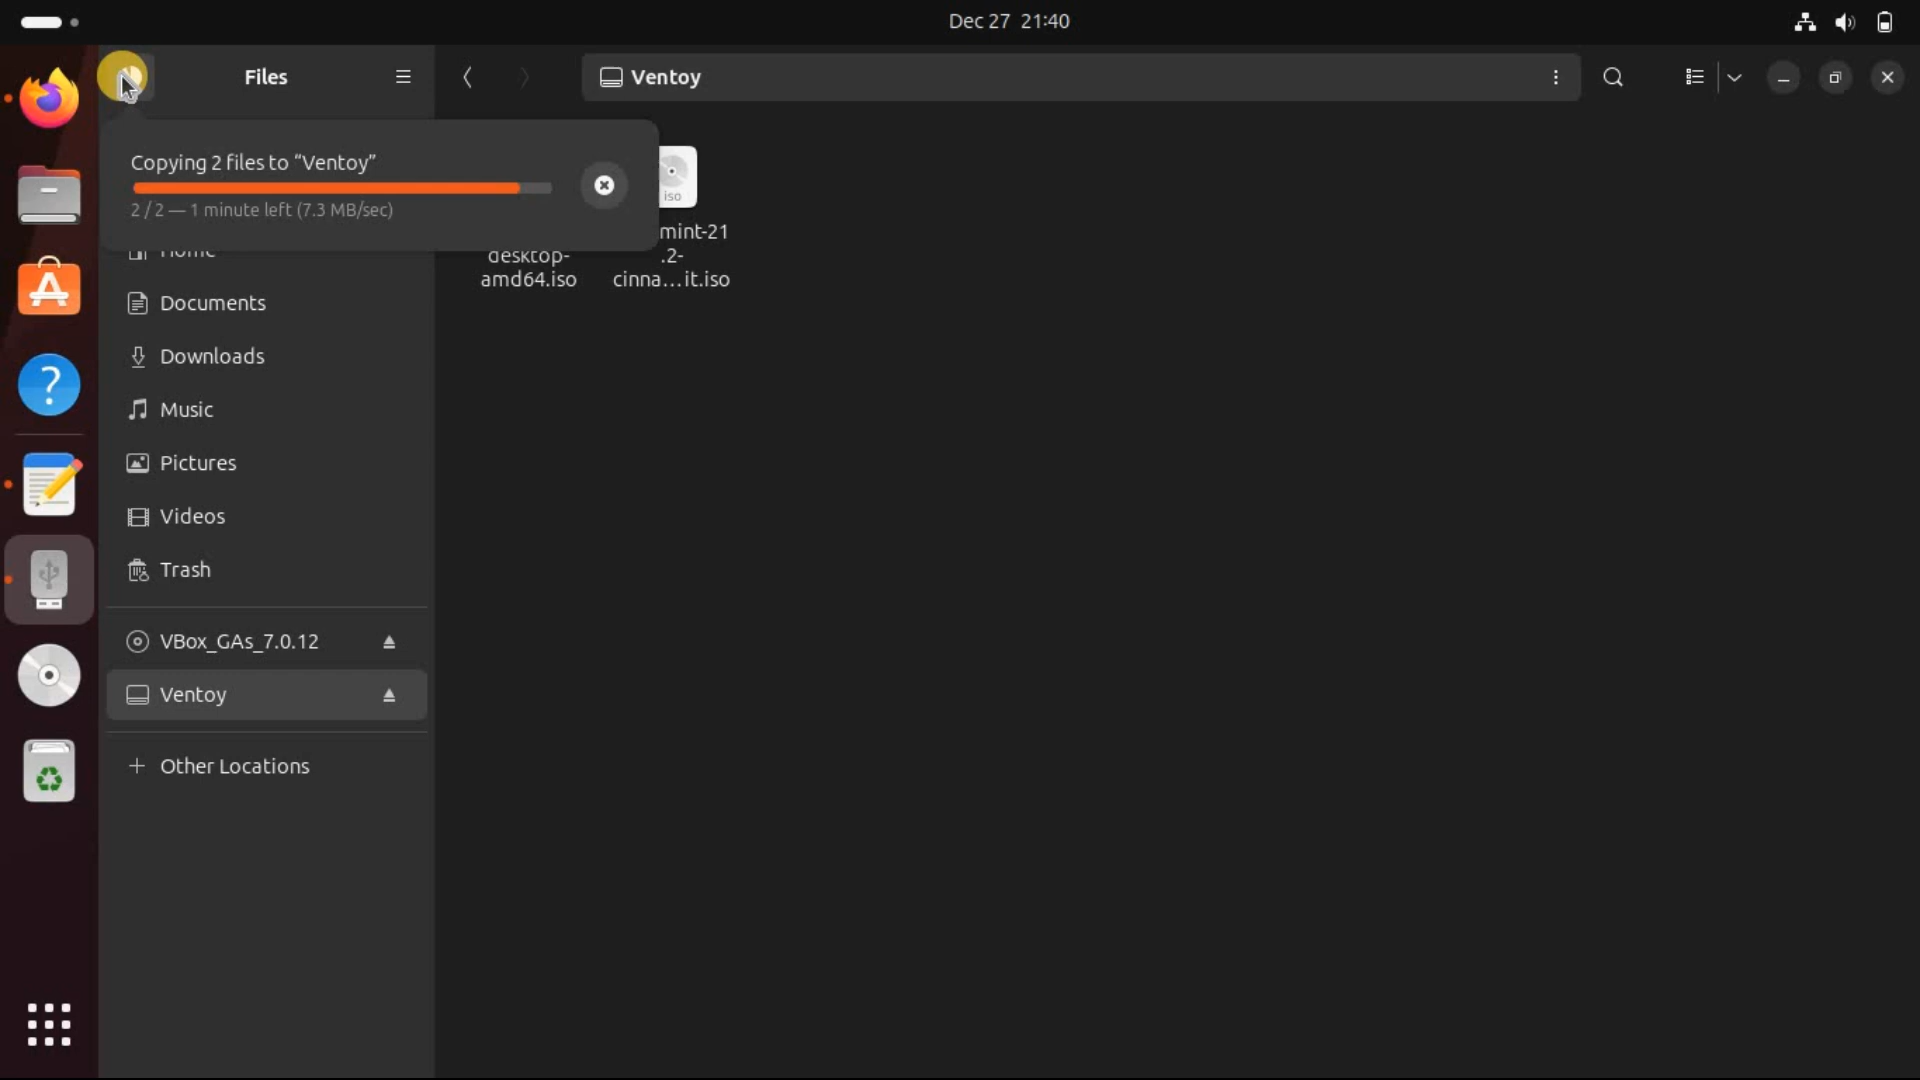 Dec 27 21:40
Files
Ventoy
Copying 2 files to “Ventoy”
2 / 2 — 1 minute left (7.3 MB/sec)
iso
mint-21
desktop-
.2-
amd64.iso
cinna...it.iso
Home
Documents
Downloads
Music
Pictures
Videos
Trash
VBox_GAs_7.0.12
Ventoy
+ Other Locations